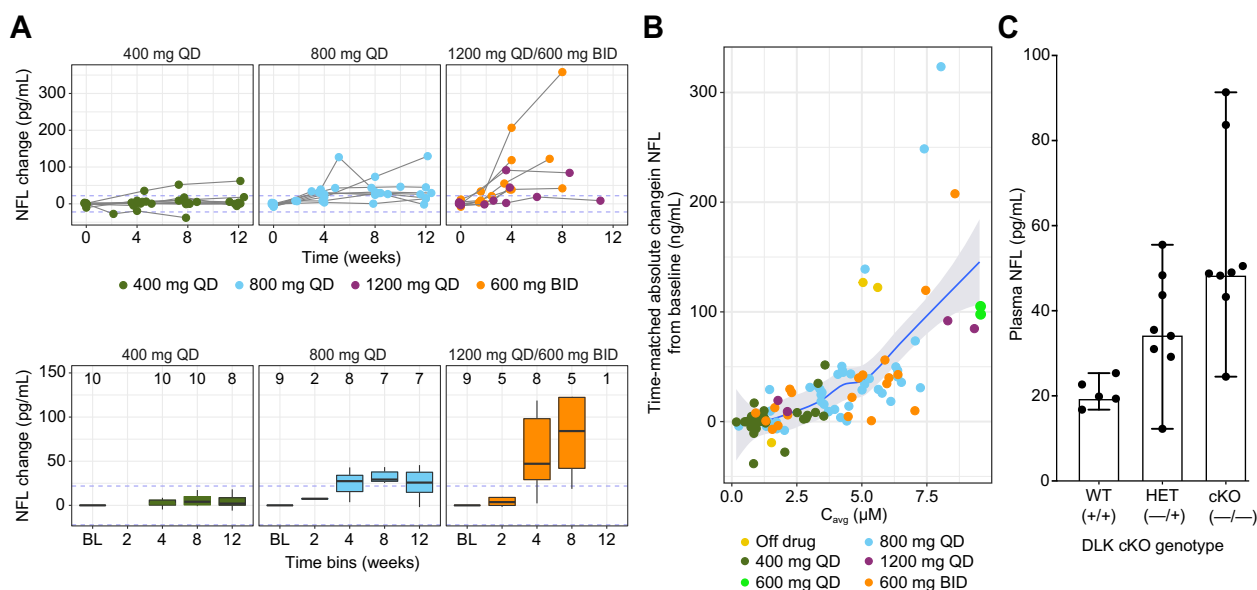 A
400 mg QD 800 mg QD 1200 mg QD/600 mg BID
NFL change (pg/mL)
300
200
100
0
0 4 8 12 0 4 8 12 0 4 8 12
Time (weeks)
400 mg QD 800 mg QD 1200 mg QD 600 mg BID
400 mg QD 800 mg QD 1200 mg QD/600 mg BID
NFL change (pg/mL)
150
100
50
0
10 10 10 8 9 2 8 7 7 9 5 8 5 1
BL 2 4 8 12 BL 2 4 8 12 BL 2 4 8 12
Time bins (weeks)
B
Time-matched absolute changein NFL
from baseline (ng/mL)
300
200
100
0
0.0 2.5 5.0 7.5
Cavg (µM)
Off drug 800 mg QD
400 mg QD 1200 mg QD
600 mg QD 600 mg BID
C
Plasma NFL (pg/mL)
100
80
60
40
20
0
WT HET cKO
(+/+) (—/+) (—/—)
DLK cKO genotype